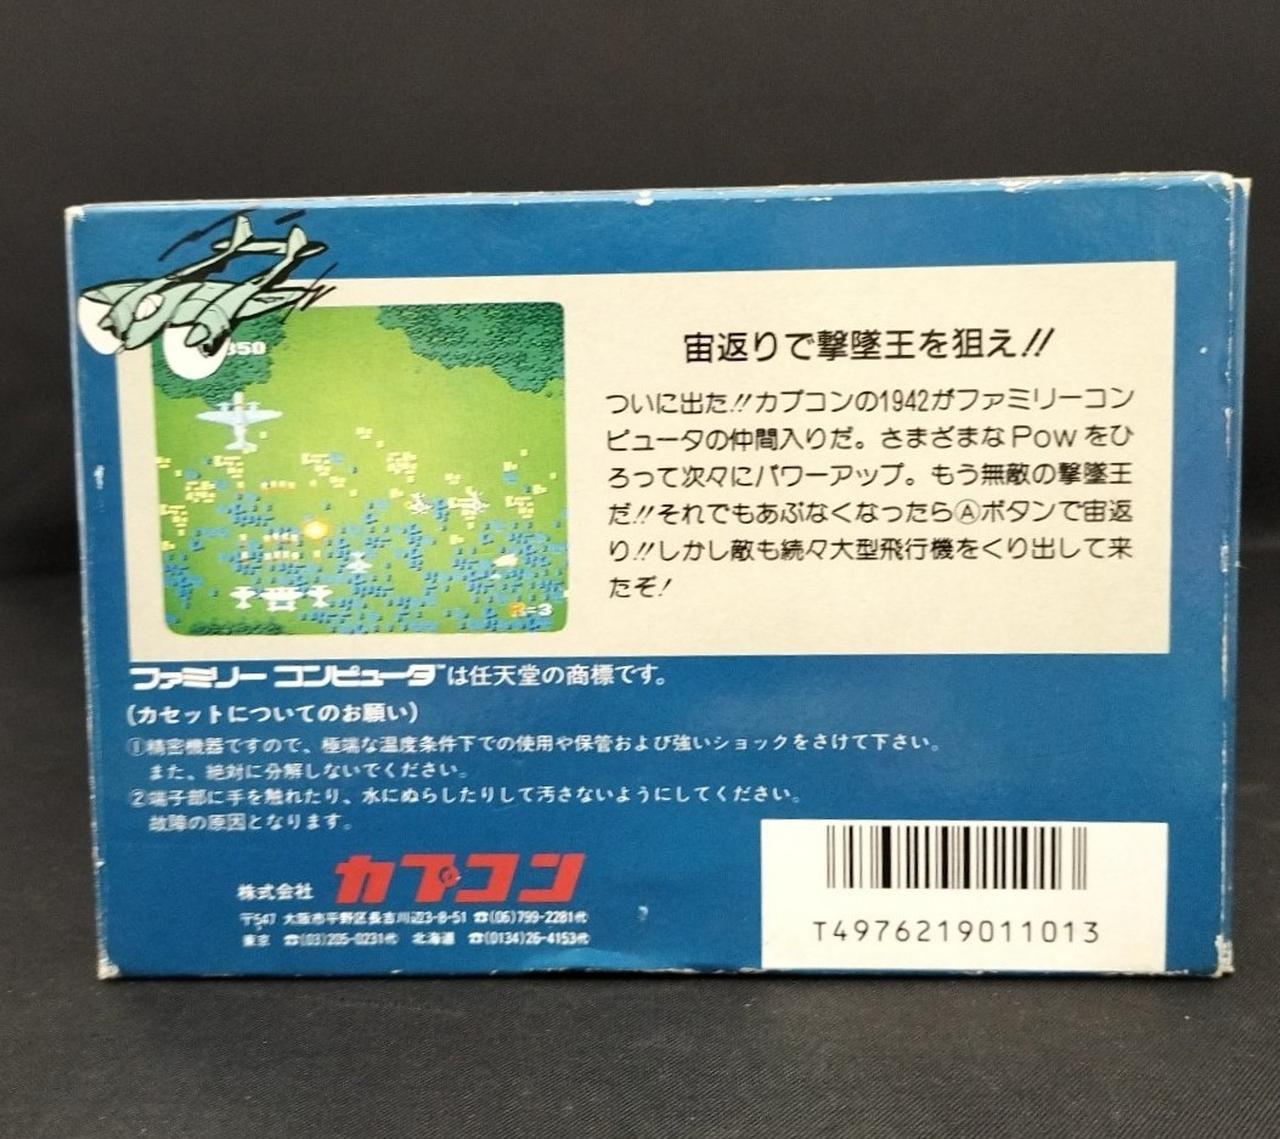 350
R=3
宙返りで撃墜王を狙え!!
ついに出た!!カプコンの1942がファミリーコン
ピュータの仲間入りだ。さまざまなPowをひ
ろって次々にパワーアップ。もう無敵の撃墜王
だ!!それでもあぶなくなったらⒶボタンで宙返
り!!しかし敵も続々大型飛行機をくり出して来
たぞ!
ファミリーコンピュータ™は任天堂の商標です。
(カセットについてのお願い)
①精密機器ですので、極端な温度条件下での使用や保管および強いショックをさけて下さい。
また、絶対に分解しないでください。
②端子部に手を触れたり、水にぬらしたりして汚さないようにしてください。
故障の原因となります。
株式会社 カプコン
〒547 大阪市平野区長吉川辺3-8-51 ☎(06)799-2281代
東京 ☎(03)205-0231代 北海道 ☎(0134)26-4153代
T4976219011013